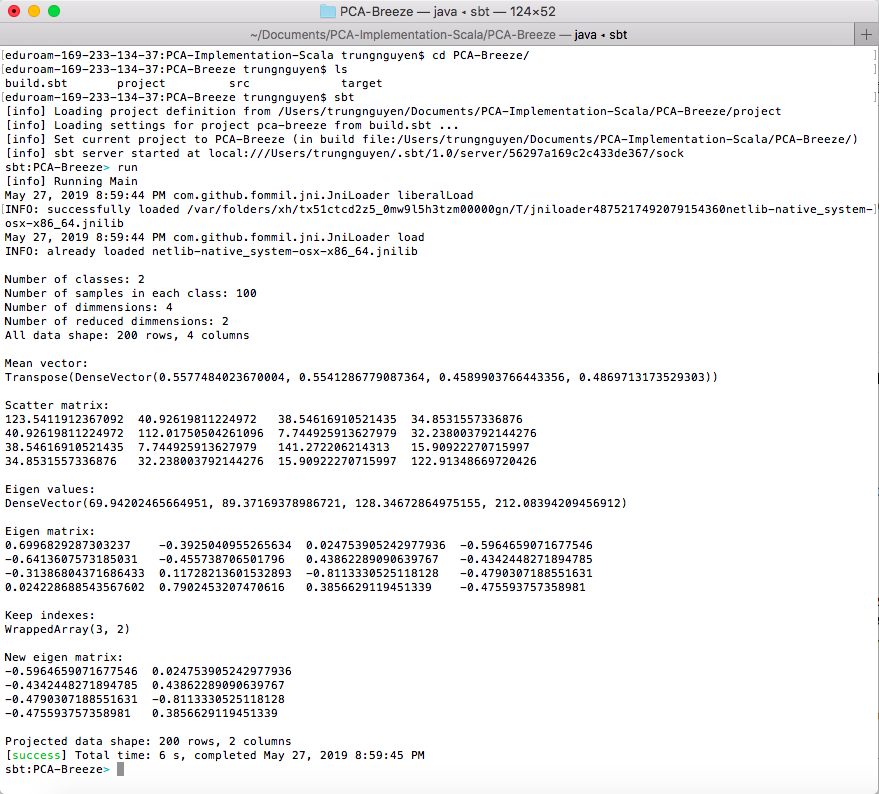 PCA-Breeze — java ◂ sbt — 124×52
~/Documents/PCA-Implementation-Scala/PCA-Breeze — java ◂ sbt
[eduroam-169-233-134-37:PCA-Implementation-Scala trungnguyen$ cd PCA-Breeze/ ]
[eduroam-169-233-134-37:PCA-Breeze trungnguyen$ ls ]
build.sbt project src target
[eduroam-169-233-134-37:PCA-Breeze trungnguyen$ sbt ]
[info] Loading project definition from /Users/trungnguyen/Documents/PCA-Implementation-Scala/PCA-Breeze/project
[info] Loading settings for project pca-breeze from build.sbt ...
[info] Set current project to PCA-Breeze (in build file:/Users/trungnguyen/Documents/PCA-Implementation-Scala/PCA-Breeze/)
[info] sbt server started at local:///Users/trungnguyen/.sbt/1.0/server/56297a169c2c433de367/sock
sbt:PCA-Breeze> run
[info] Running Main
May 27, 2019 8:59:44 PM com.github.fommil.jni.JniLoader liberalLoad
[INFO: successfully loaded /var/folders/xh/tx51ctcd2z5_0mw9l5h3tzm00000gn/T/jniloader4875217492079154360netlib-native_system-]
osx-x86_64.jnilib
May 27, 2019 8:59:44 PM com.github.fommil.jni.JniLoader load
INFO: already loaded netlib-native_system-osx-x86_64.jnilib
Number of classes: 2
Number of samples in each class: 100
Number of dimmensions: 4
Number of reduced dimmensions: 2
All data shape: 200 rows, 4 columns
Mean vector:
Transpose(DenseVector(0.5577484023670004, 0.5541286779087364, 0.4589903766443356, 0.4869713173529303))
Scatter matrix:
123.5411912367092 40.92619811224972 38.54616910521435 34.8531557336876
40.92619811224972 112.01750504261096 7.744925913627979 32.238003792144276
38.54616910521435 7.744925913627979 141.272206214313 15.90922270715997
34.8531557336876 32.238003792144276 15.90922270715997 122.91348669720426
Eigen values:
DenseVector(69.94202465664951, 89.37169378986721, 128.34672864975155, 212.08394209456912)
Eigen matrix:
0.6996829287303237 -0.3925040955265634 0.024753905242977936 -0.5964659071677546
-0.6413607573185031 -0.455738706501796 0.43862289090639767 -0.4342448271894785
-0.31386804371686433 0.11728213601532893 -0.8113330525118128 -0.4790307188551631
0.024228688543567602 0.7902453207470616 0.3856629119451339 -0.475593757358981
Keep indexes:
WrappedArray(3, 2)
New eigen matrix:
-0.5964659071677546 0.024753905242977936
-0.4342448271894785 0.43862289090639767
-0.4790307188551631 -0.8113330525118128
-0.475593757358981 0.3856629119451339
Projected data shape: 200 rows, 2 columns
[success] Total time: 6 s, completed May 27, 2019 8:59:45 PM
sbt:PCA-Breeze>